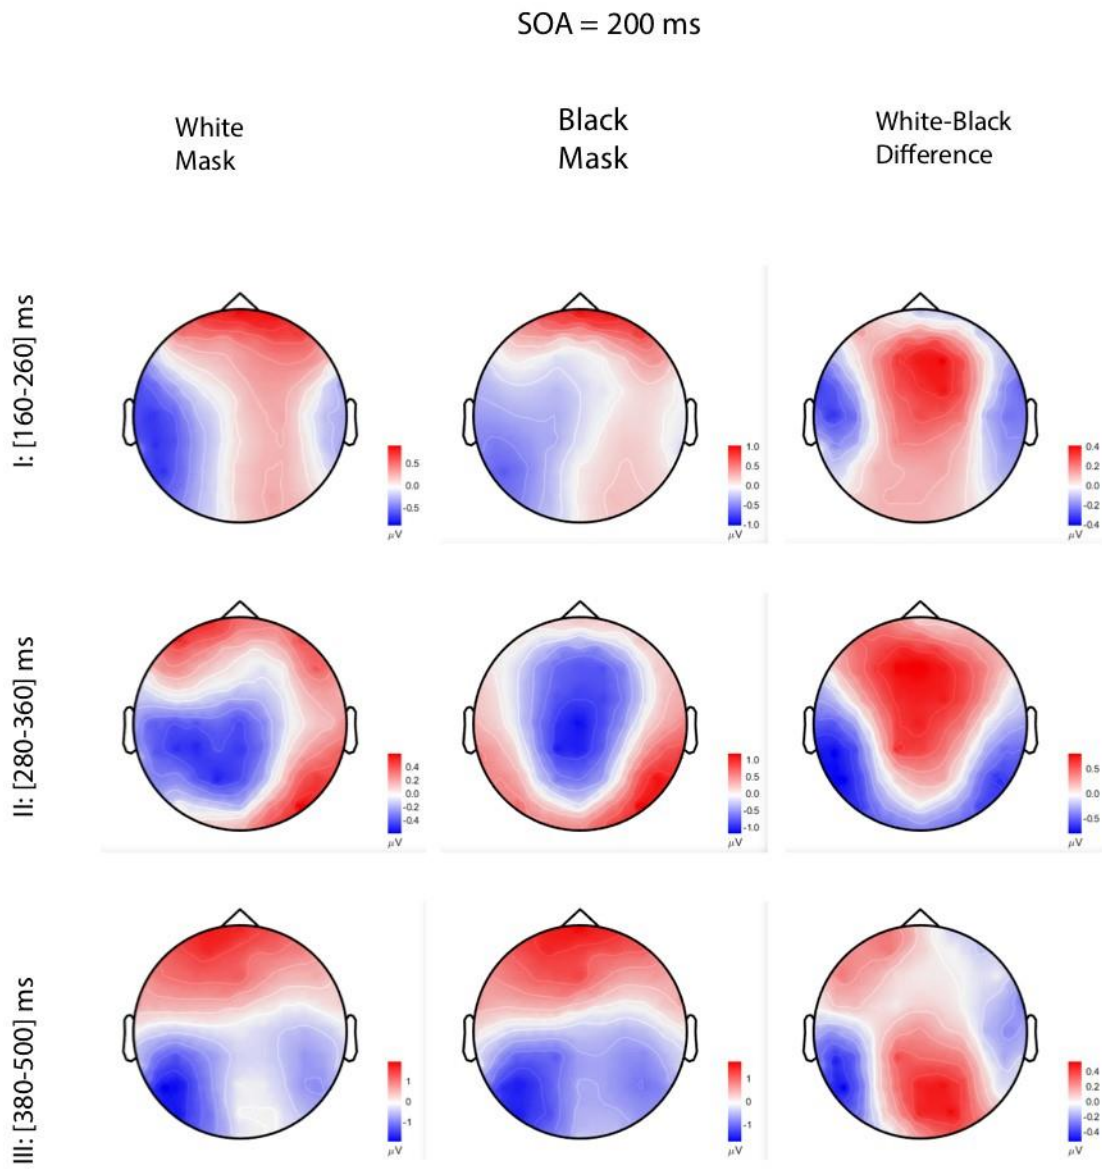 SOA = 200 ms
White
Mask
Black
Mask
White-Black
Difference
I: [160-260] ms
0.5
0.0
-0.5
μV
1.0
0.5
0.0
-0.5
-1.0
μV
0.4
0.2
0.0
-0.2
-0.4
μV
II: [280-360] ms
0.4
0.2
0.0
-0.2
-0.4
μV
1.0
0.5
0.0
-0.5
-1.0
μV
0.5
0.0
-0.5
μV
III: [380-500] ms
1
0
-1
μV
1
0
-1
μV
0.4
0.2
0.0
-0.2
-0.4
μV